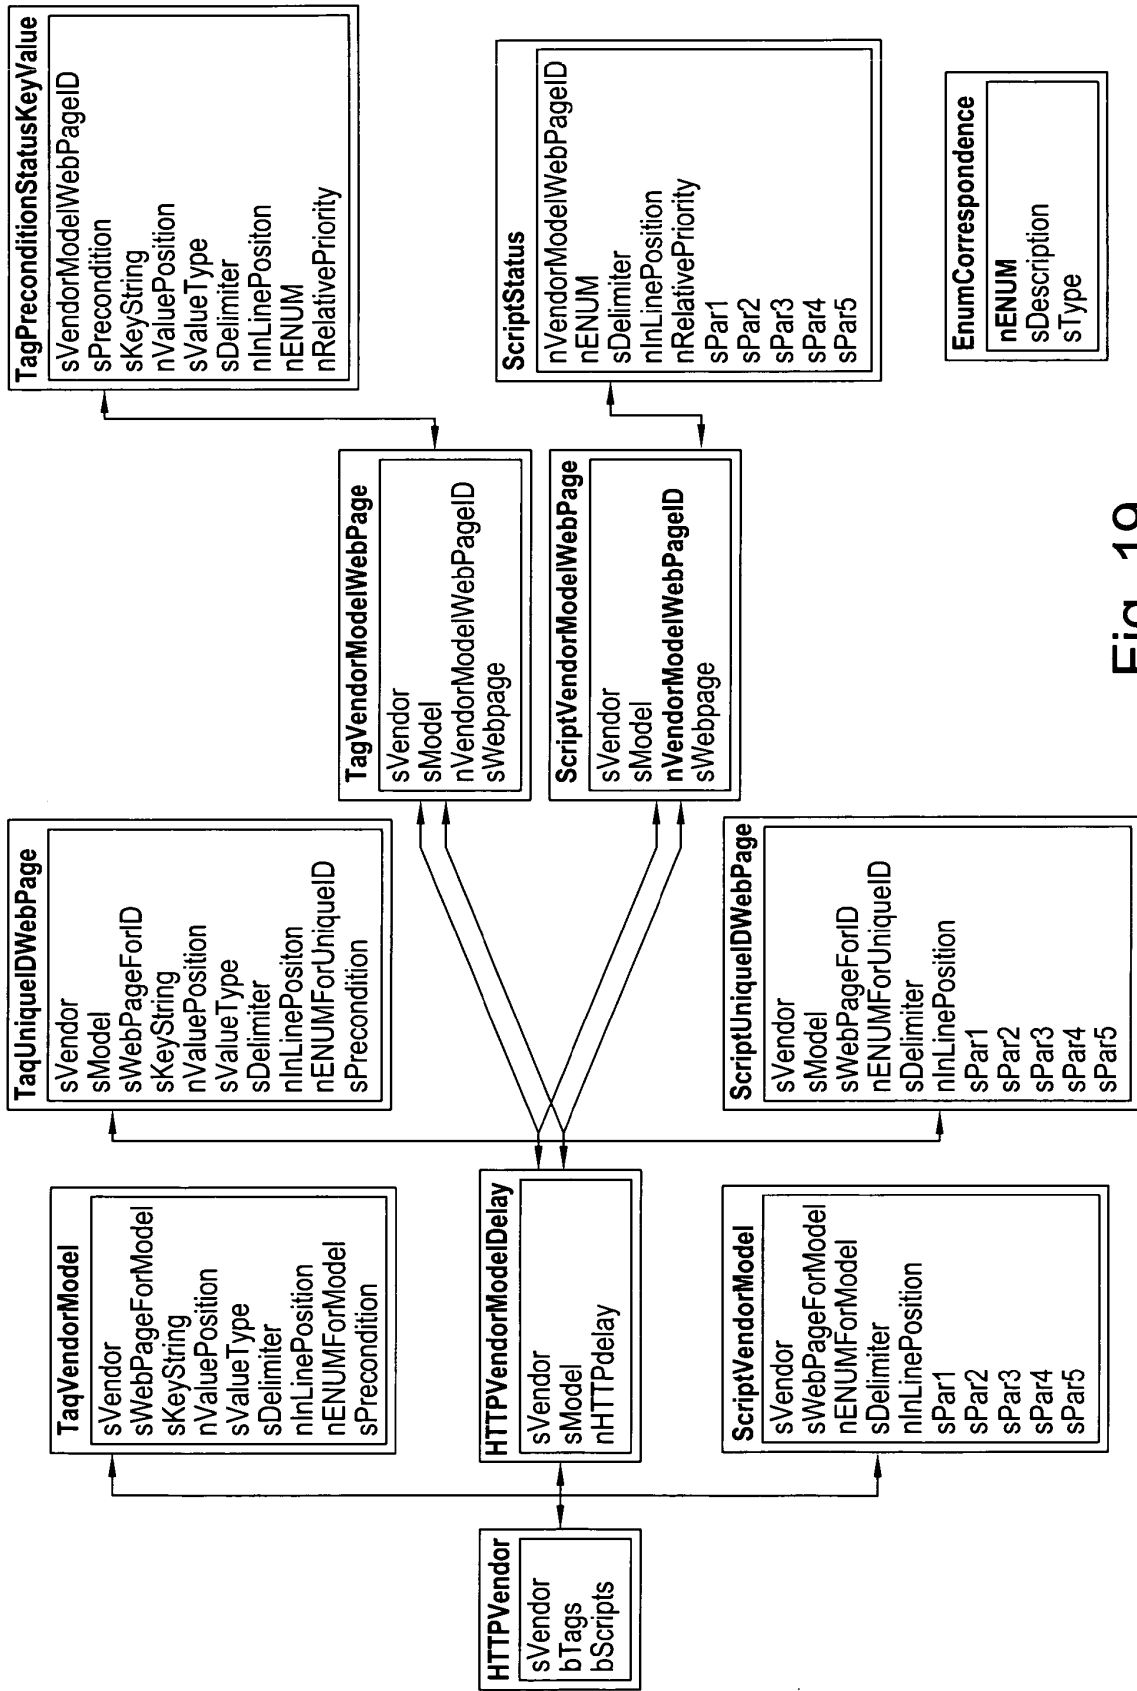 HTTPVendor
sVendor
bTags
bScripts
TaqVendorModel
sVendor
sWebPageForModel
sKeyString
nValuePosition
sValueType
sDelimiter
nInLinePosition
nENUMForModel
sPrecondition
HTTPVendorModelDelay
sVendor
sModel
nHTTPdelay
ScriptVendorModel
sVendor
sWebPageForModel
nENUMForModel
sDelimiter
nInLinePosition
sPar1
sPar2
sPar3
sPar4
sPar5
TaqUniqueIDWebPage
sVendor
sModel
sWebPageForID
sKeyString
nValuePosition
sValueType
sDelimiter
nInLinePositon
nENUMForUniqueID
sPrecondition
ScriptUniqueIDWebPage
sVendor
sModel
sWebPageForID
nENUMForUniqueID
sDelimiter
nInLinePosition
sPar1
sPar2
sPar3
sPar4
sPar5
TagVendorModelWebPage
sVendor
sModel
nVendorModelWebPageID
sWebpage
ScriptVendorModelWebPage
sVendor
sModel
nVendorModelWebPageID
sWebpage
TagPreconditionStatusKeyValue
sVendorModelWebPageID
sPrecondition
sKeyString
nValuePosition
sValueType
sDelimiter
nInLinePositon
nENUM
nRelativePriority
ScriptStatus
nVendorModelWebPageID
nENUM
sDelimiter
nInLinePosition
nRelativePriority
sPar1
sPar2
sPar3
sPar4
sPar5
EnumCorrespondence
nENUM
sDescription
sType
Fig. 19